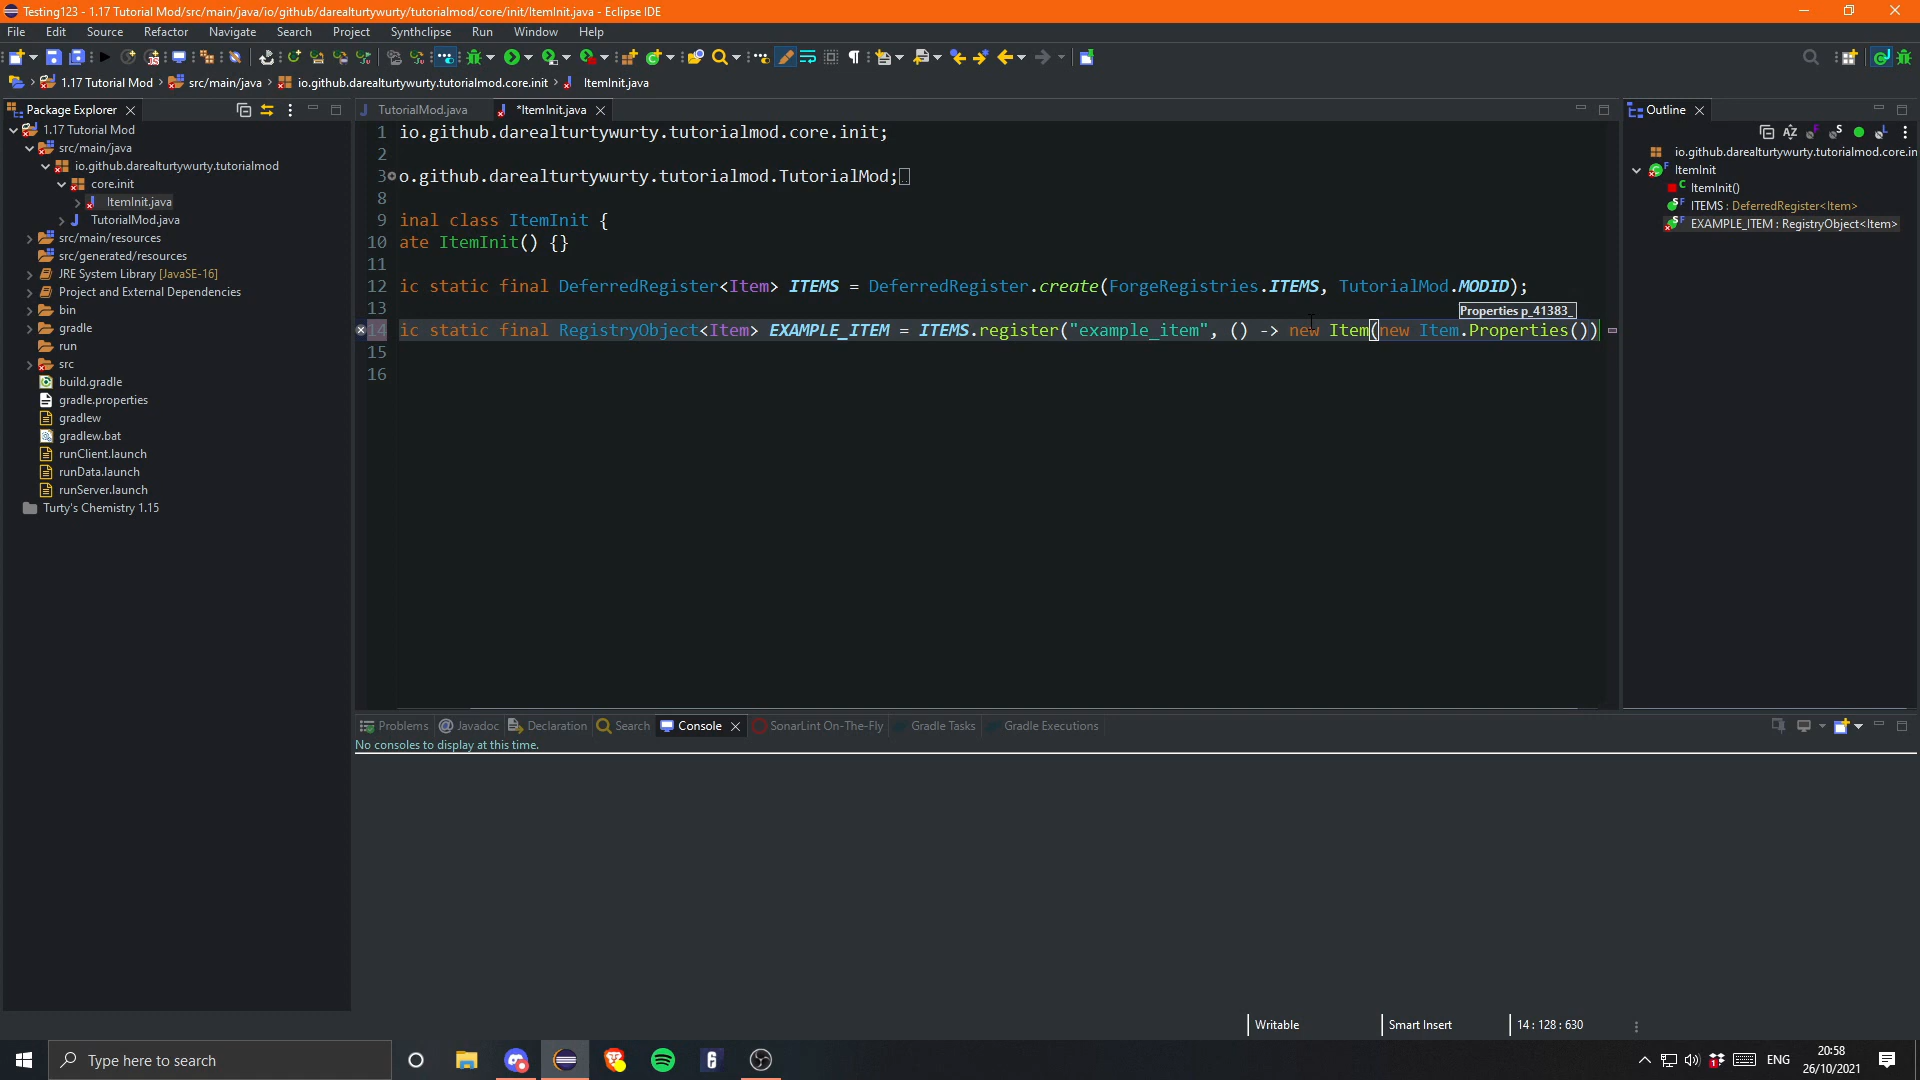 Testing123 - 1.17 Tutorial Mod/src/main/java/io/github/darealturtywurty/tutorialmod/core/init/ItemInit.java - Eclipse IDE
File Edit Source Refactor Navigate Search Project Synthclipse Run Window Help
1.17 Tutorial Mod > src/main/java > io.github.darealturtywurty.tutorialmod.core.init > ItemInit.java
Package Explorer
1.17 Tutorial Mod
src/main/java
io.github.darealturtywurty.tutorialmod
core.init
ItemInit.java
TutorialMod.java
src/main/resources
src/generated/resources
JRE System Library [JavaSE-16]
Project and External Dependencies
bin
gradle
run
src
build.gradle
gradle.properties
gradlew
gradlew.bat
runClient.launch
runData.launch
runServer.launch
Turty's Chemistry 1.15
TutorialMod.java *ItemInit.java
1 io.github.darealturtywurty.tutorialmod.core.init;
2
3 o.github.darealturtywurty.tutorialmod.TutorialMod;
8
9 inal class ItemInit {
10 ate ItemInit() {}
11
12 ic static final DeferredRegister<Item> ITEMS = DeferredRegister.create(ForgeRegistries.ITEMS, TutorialMod.MODID);
13
Properties p_41383_
14 ic static final RegistryObject<Item> EXAMPLE_ITEM = ITEMS.register("example_item", () -> new Item(new Item.Properties())
15
16
Outline
io.github.darealturtywurty.tutorialmod.core.in
ItemInit
ItemInit()
ITEMS : DeferredRegister<Item>
EXAMPLE_ITEM : RegistryObject<Item>
Problems @ Javadoc Declaration Search Console SonarLint On-The-Fly Gradle Tasks Gradle Executions
No consoles to display at this time.
Writable Smart Insert 14 : 128 : 630
Type here to search
ENG
20:58
26/10/2021